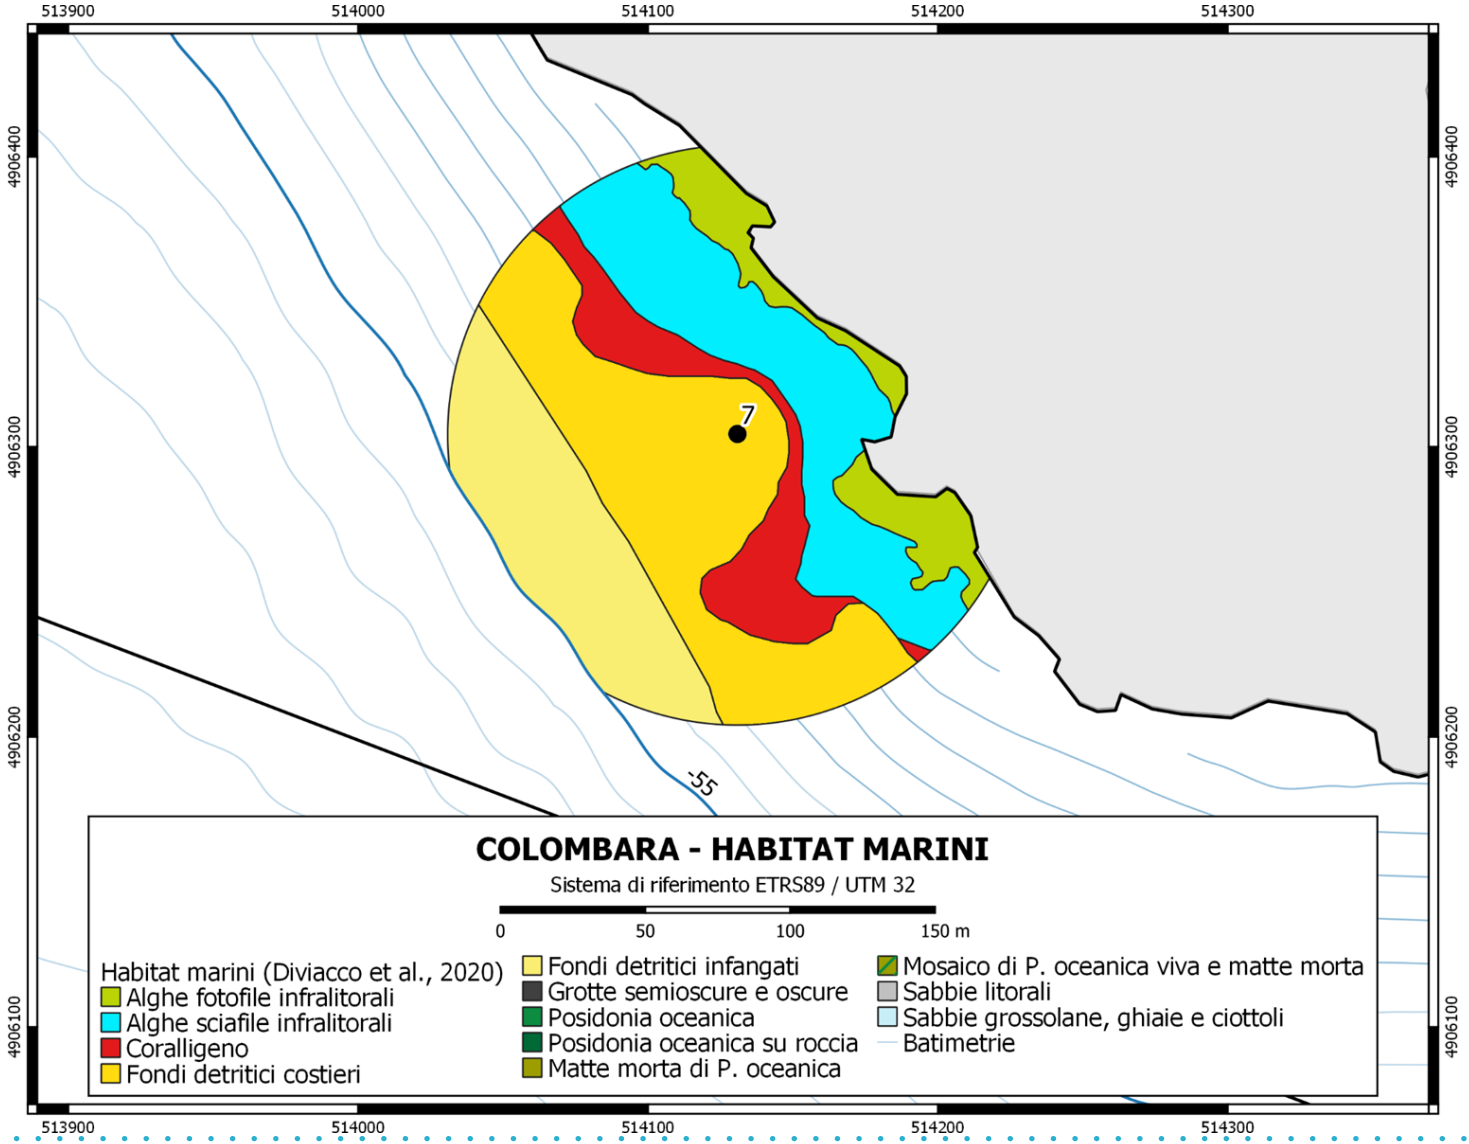 513900 514000 514100 514200 514300
4906400 4906400
7
4906300 4906300
4906200 4906200
-55
COLOMBARA - HABITAT MARINI
Sistema di riferimento ETRS89 / UTM 32
0 50 100 150 m
Habitat marini (Diviacco et al., 2020)
Alghe fotofile infralitorali
Alghe sciafile infralitorali
Coralligeno
Fondi detritici costieri
Fondi detritici infangati
Grotte semioscure e oscure
Posidonia oceanica
Posidonia oceanica su roccia
Matte morta di P. oceanica
Mosaico di P. oceanica viva e matte morta
Sabbie litorali
Sabbie grossolane, ghiaie e ciottoli
Batimetrie
4906100 4906100
513900 514000 514100 514200 514300